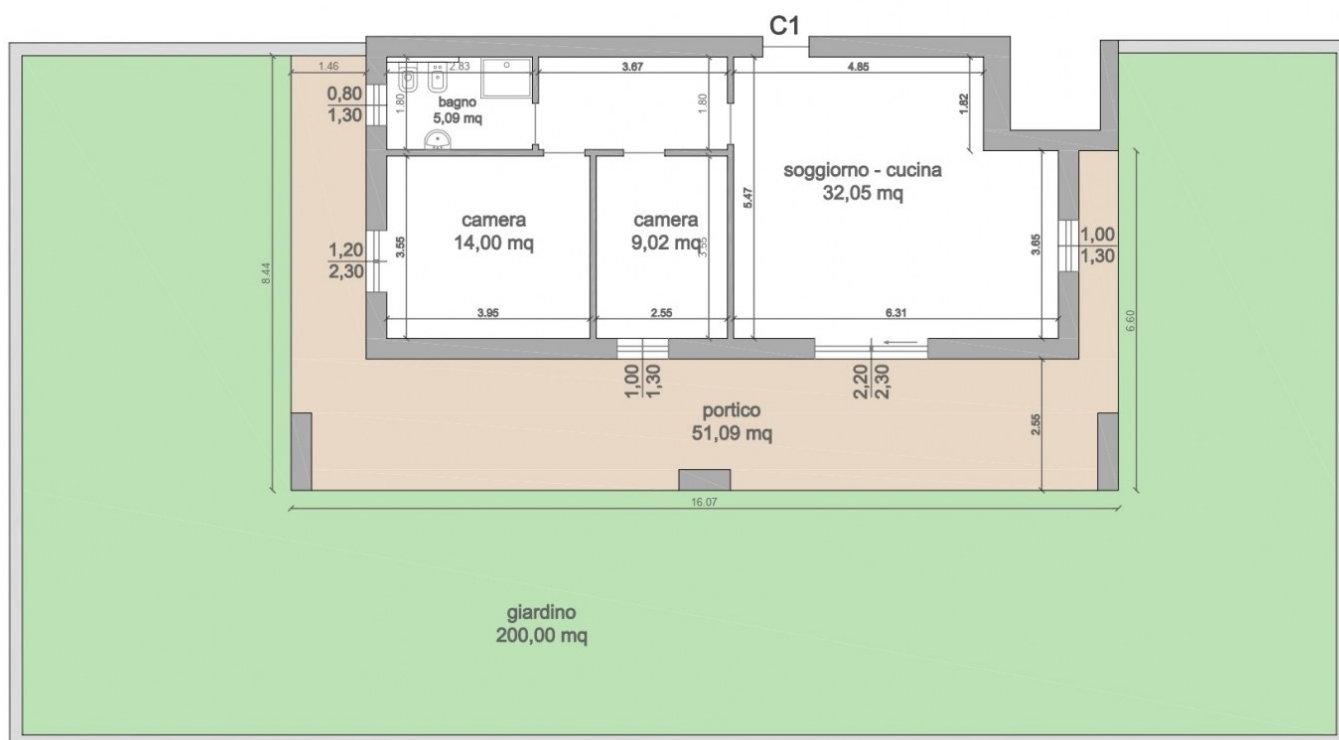 C1
1.46
2.83
3.67
4.85
0,80
1,30
1.80
bagno
5,09 mq
1.80
1.82
soggiorno - cucina
32,05 mq
5.47
camera
14,00 mq
camera
9,02 mq
3.55
3.55
3.65
1,20
2,30
1,00
1,30
8.44
6.60
3.95
2.55
6.31
1,00
1,30
2,20
2,30
portico
51,09 mq
2.55
16.07
giardino
200,00 mq